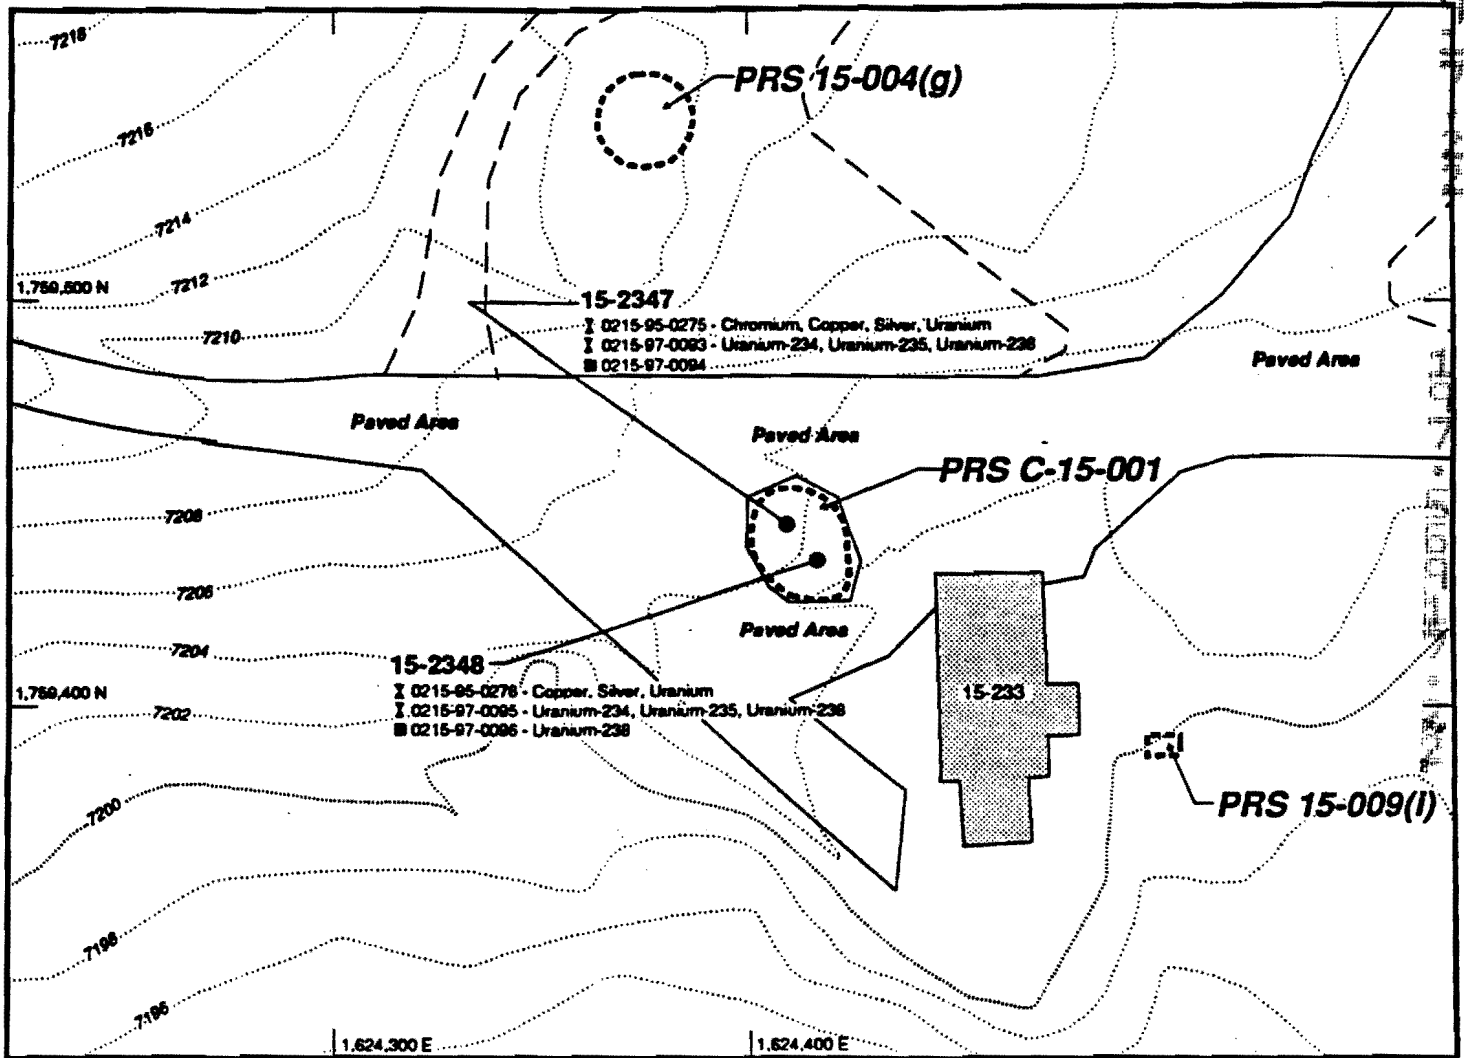 7218
PRS 15-004(g)
7216
7214
1,759,500 N
7212
15-2347
0215-95-0275 - Chromium, Copper, Silver, Uranium
7210
0215-97-0093 - Uranium-234, Uranium-235, Uranium-238
0215-97-0094
Paved Area
Paved Area
Paved Area
PRS C-15-001
7208
7206
Paved Area
7204
15-2348
1,759,400 N
0215-95-0276 - Copper, Silver, Uranium
15-233
7202
0215-97-0095 - Uranium-234, Uranium-235, Uranium-238
0215-97-0096 - Uranium-238
7200
PRS 15-009(i)
7198
7196
1,624,300 E
1,624,400 E